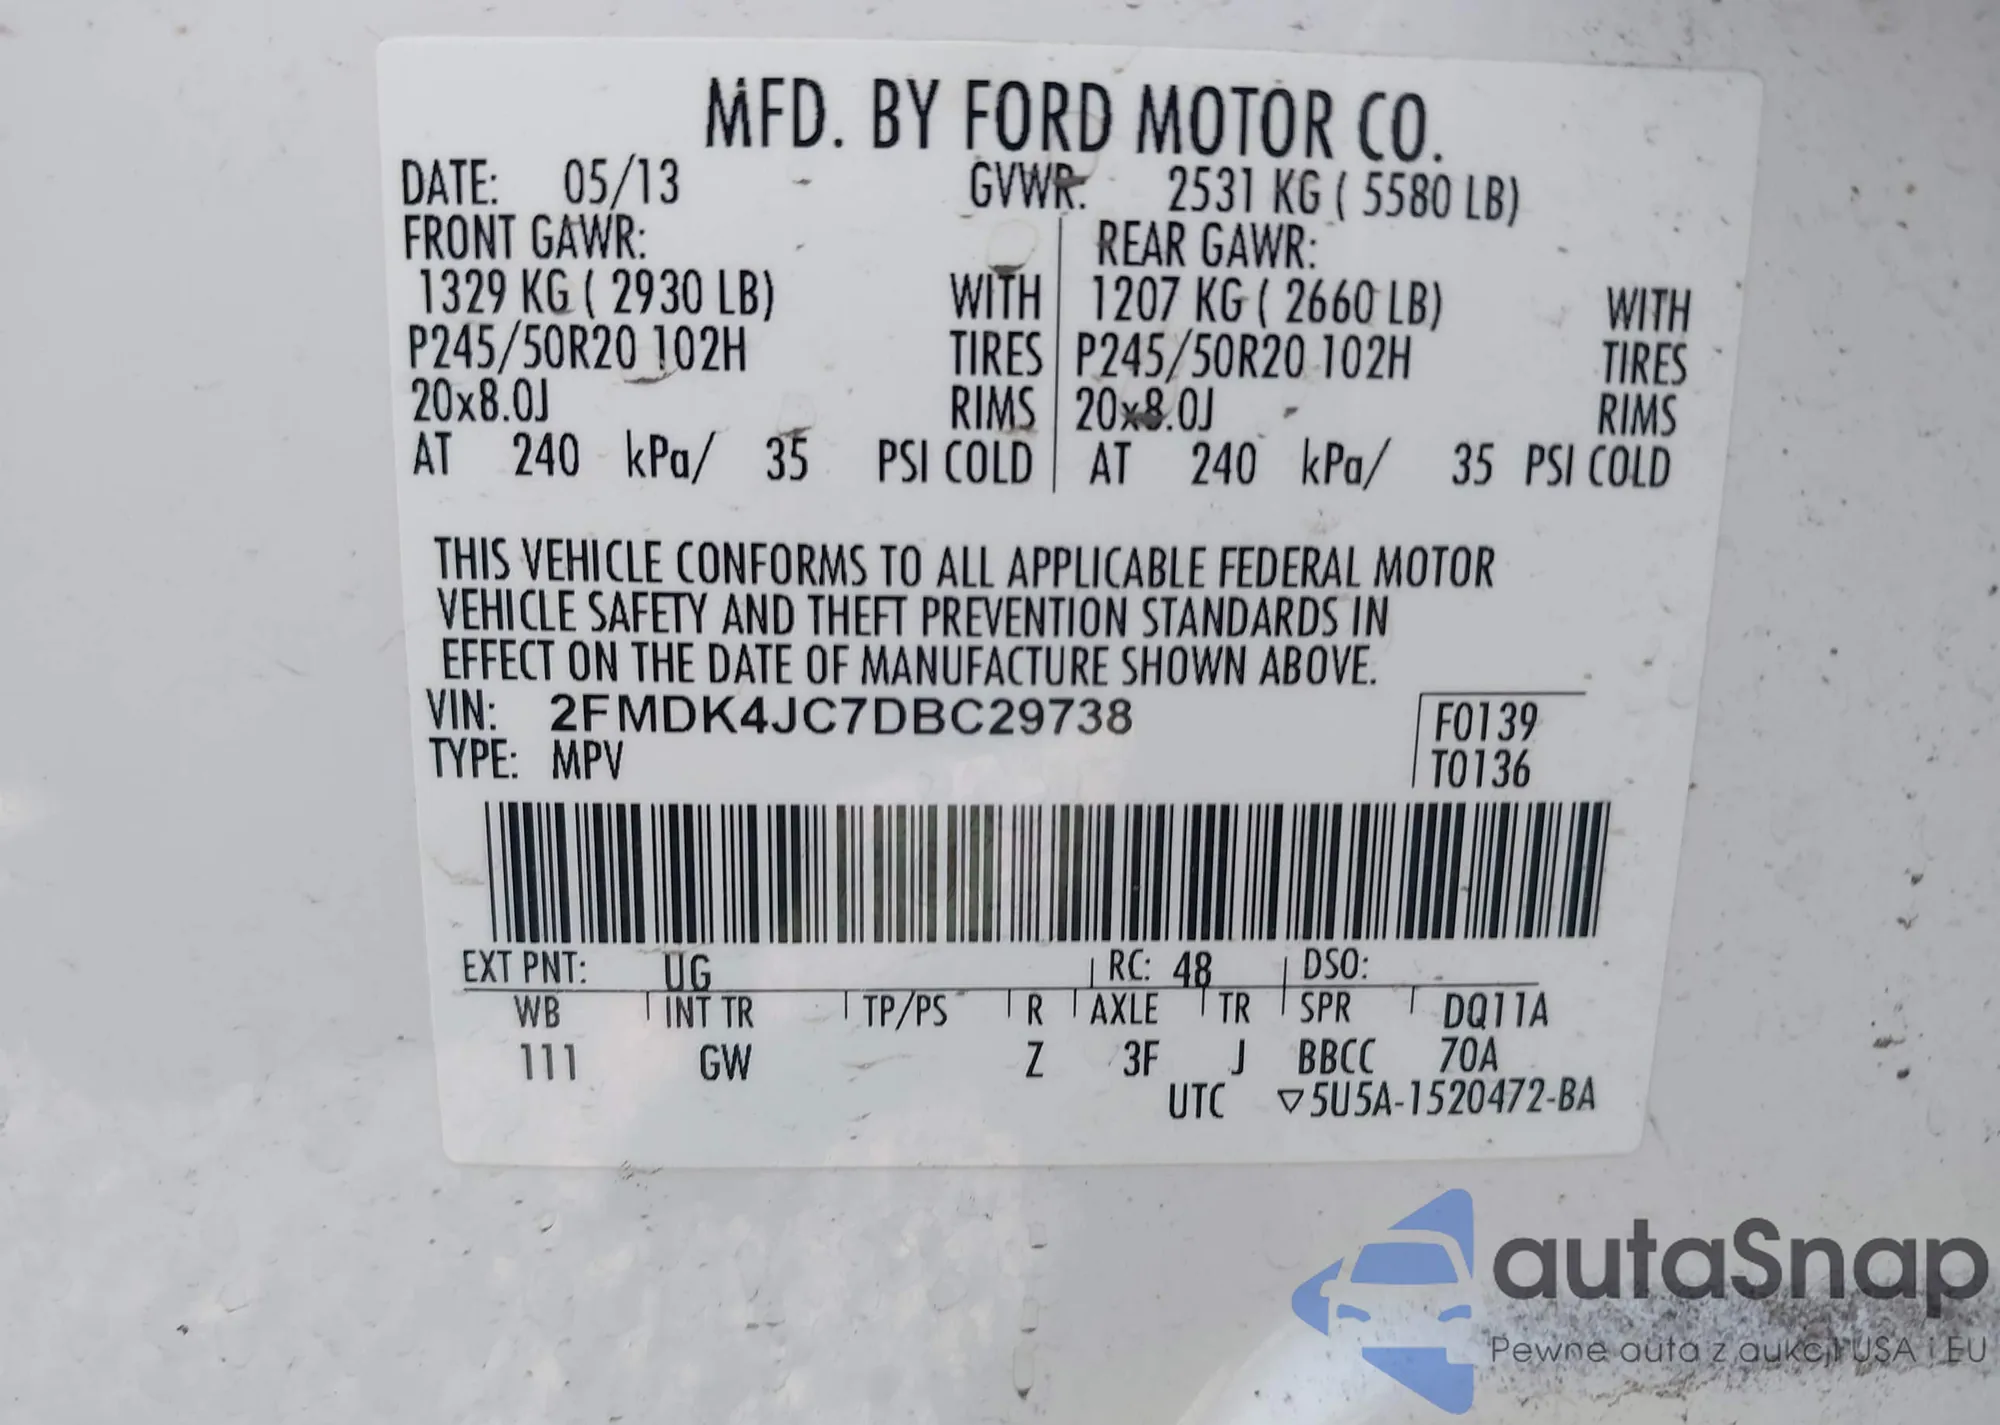 MFD. BY FORD MOTOR CO.
DATE: 05/13 GVWR: 2531 KG ( 5580 LB)
FRONT GAWR: REAR GAWR:
1329 KG ( 2930 LB) WITH 1207 KG ( 2660 LB) WITH
P245/50R20 102H TIRES P245/50R20 102H TIRES
20x8.0J RIMS 20x8.0J RIMS
AT 240 kPa/ 35 PSI COLD AT 240 kPa/ 35 PSI COLD
THIS VEHICLE CONFORMS TO ALL APPLICABLE FEDERAL MOTOR
VEHICLE SAFETY AND THEFT PREVENTION STANDARDS IN
EFFECT ON THE DATE OF MANUFACTURE SHOWN ABOVE.
VIN: 2FMDK4JC7DBC29738 F0139
TYPE: MPV T0136
EXT PNT: UG RC: 48 DSO:
WB INT TR TP/PS R AXLE TR SPR DQ11A
111 GW Z 3F J BBCC 70A
UTC ▽5U5A-1520472-BA
autaSnap
Pewne auta z aukcji USA i EU